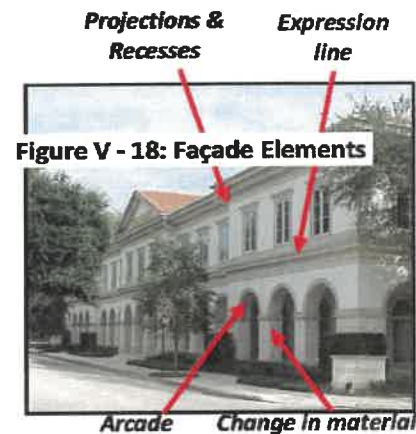 Projections &
Recesses
Expression
line
Figure V - 18: Façade Elements
Arcade
Change in material